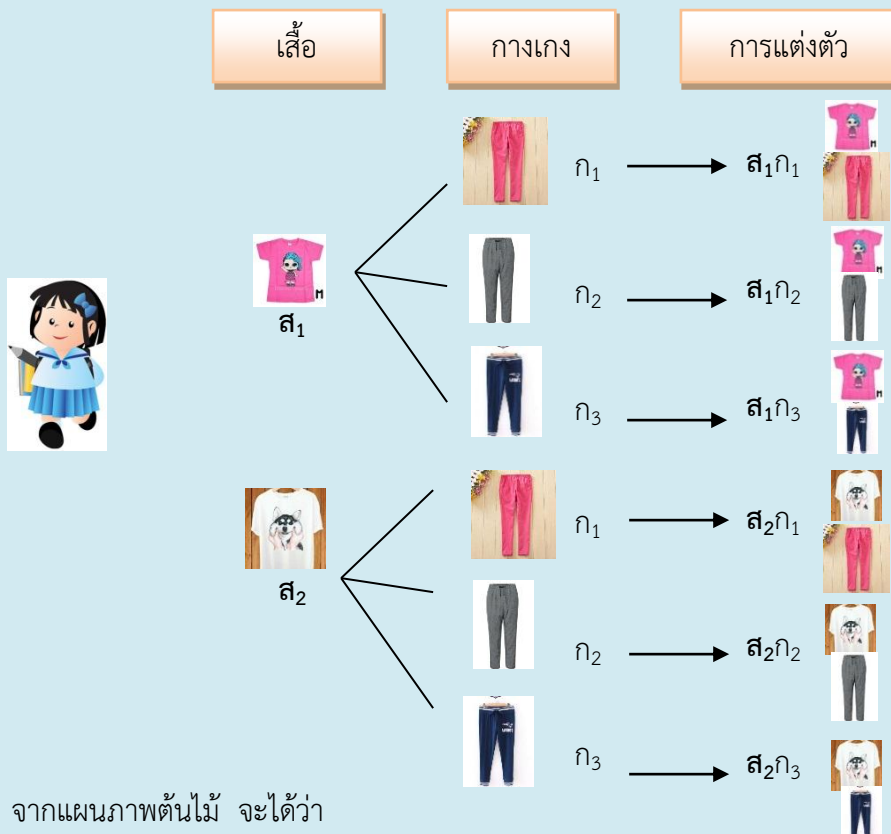 เสื้อ กางเกง การแต่งตัว
ก₁ ส₁ก₁
M
ส₁
ก₂ ส₁ก₂
M
ก₃ ส₁ก₃
M
ก₁ ส₂ก₁
ส₂
ก₂ ส₂ก₂
ก₃ ส₂ก₃
จากแผนภาพต้นไม้ จะได้ว่า